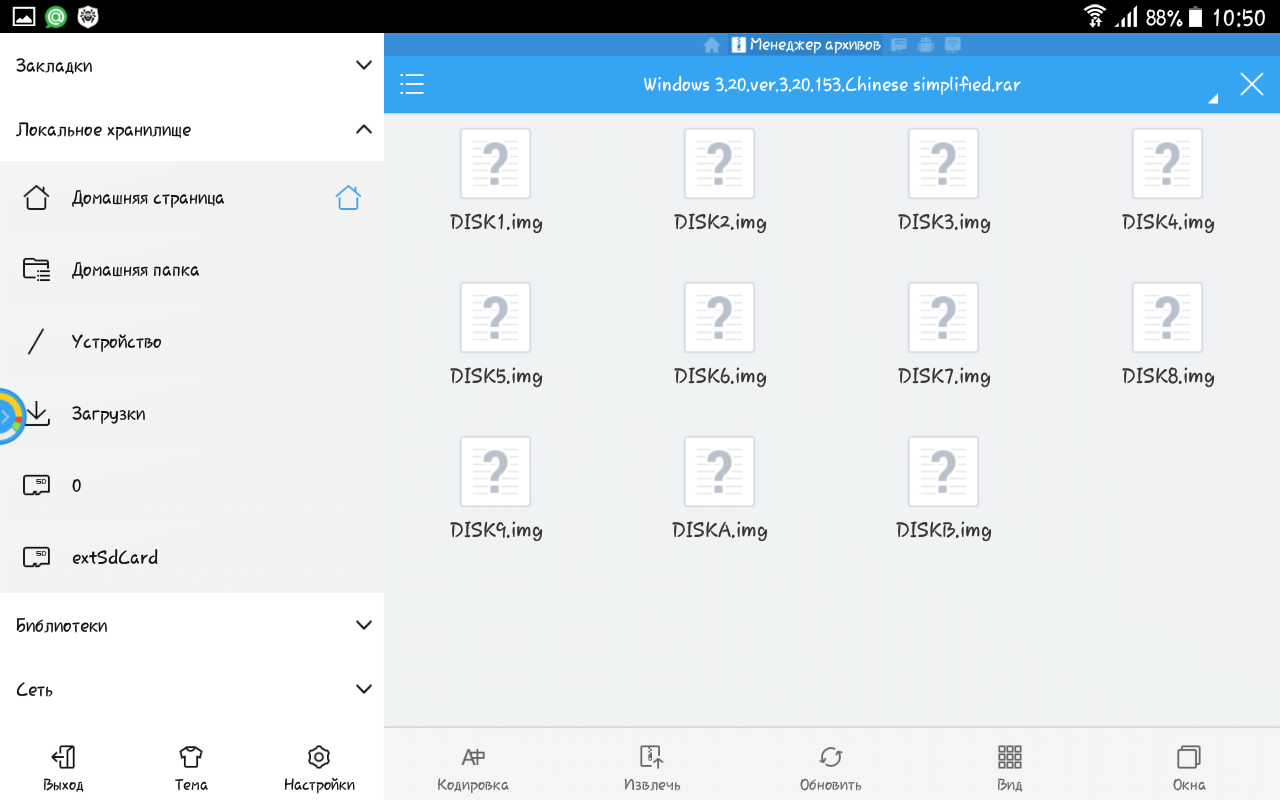 88% 10:50
Закладки
Локальное хранилище
Домашняя страница
Домашняя папка
Устройство
Загрузки
SD 0
SD extSdCard
Библиотеки
Сеть
Выход Тема Настройки
Менеджер архивов
Windows 3.20.ver.3.20.153.Chinese simplified.rar
DISK1.img DISK2.img DISK3.img DISK4.img
DISK5.img DISK6.img DISK7.img DISK8.img
DISK9.img DISKA.img DISKB.img
Кодировка Извлечь Обновить Вид Окна